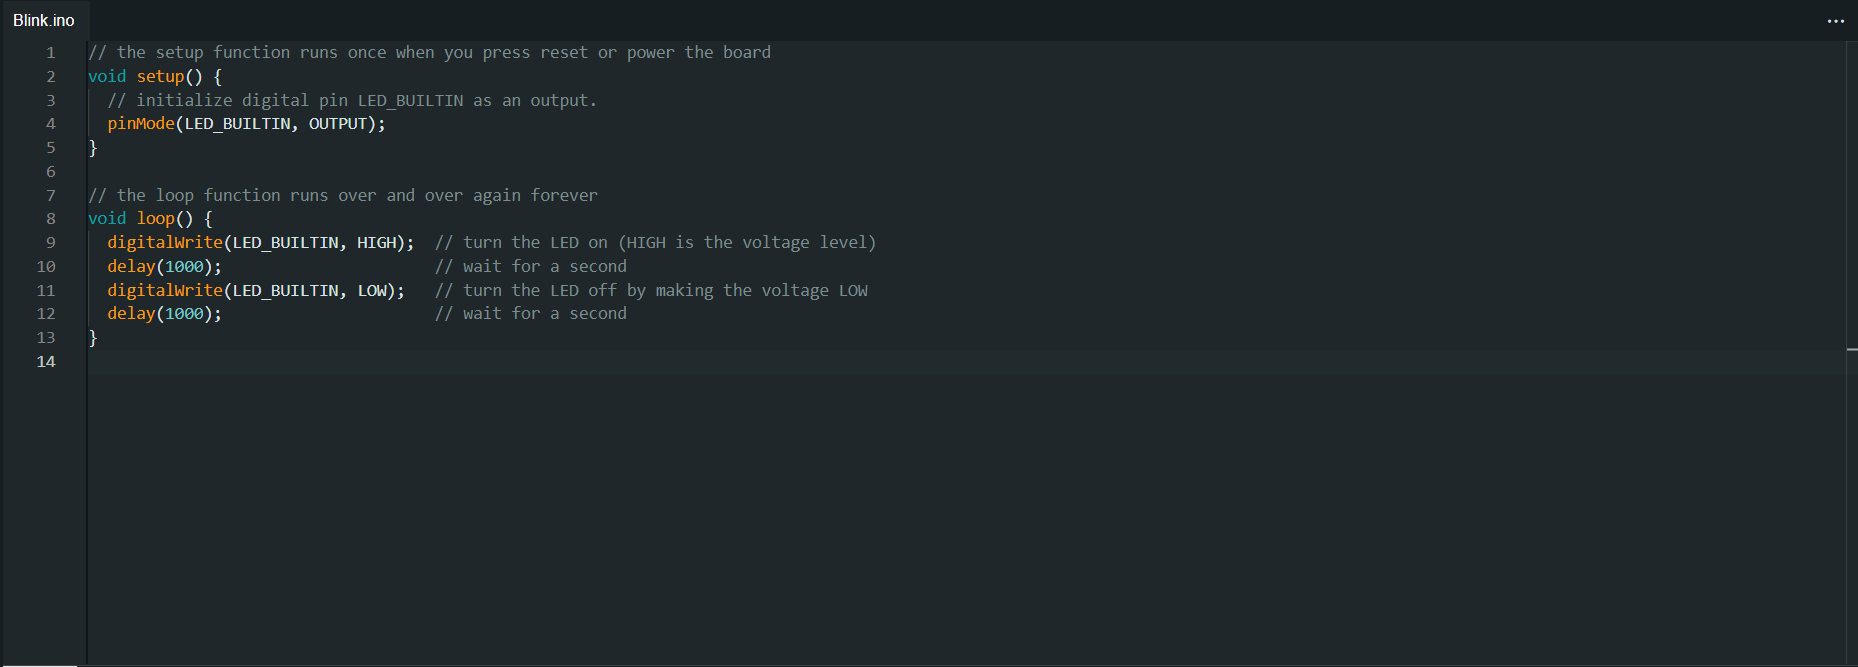 Blink.ino
...
1 // the setup function runs once when you press reset or power the board
2 void setup() {
3   // initialize digital pin LED_BUILTIN as an output.
4   pinMode(LED_BUILTIN, OUTPUT);
5 }
6
7 // the loop function runs over and over again forever
8 void loop() {
9   digitalWrite(LED_BUILTIN, HIGH);  // turn the LED on (HIGH is the voltage level)
10   delay(1000);                      // wait for a second
11   digitalWrite(LED_BUILTIN, LOW);   // turn the LED off by making the voltage LOW
12   delay(1000);                      // wait for a second
13 }
14